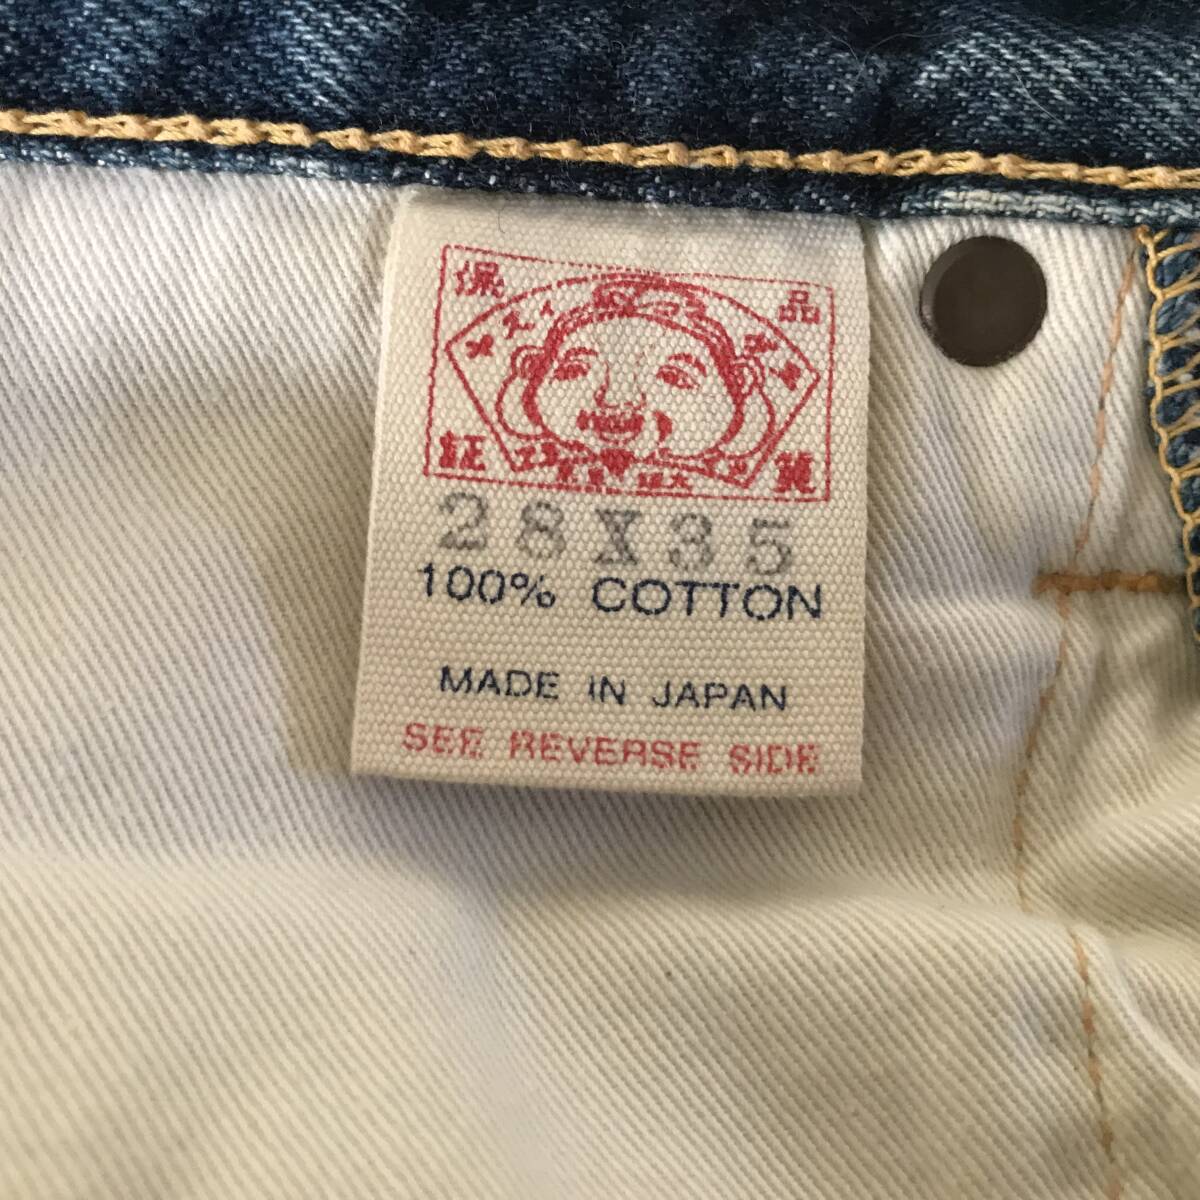 保 品
証 質
28X35
100% COTTON
MADE IN JAPAN
SEE REVERSE SIDE